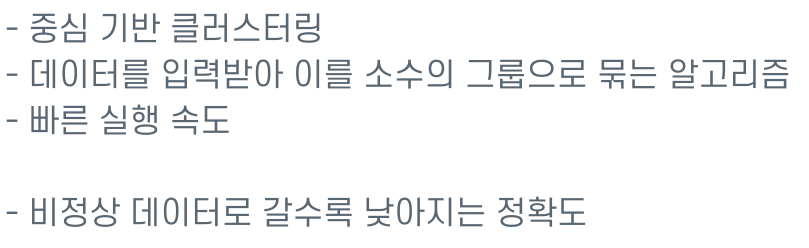 - 중심 기반 클러스터링
- 데이터를 입력받아 이를 소수의 그룹으로 묶는 알고리즘
- 빠른 실행 속도
- 비정상 데이터로 갈수록 낮아지는 정확도